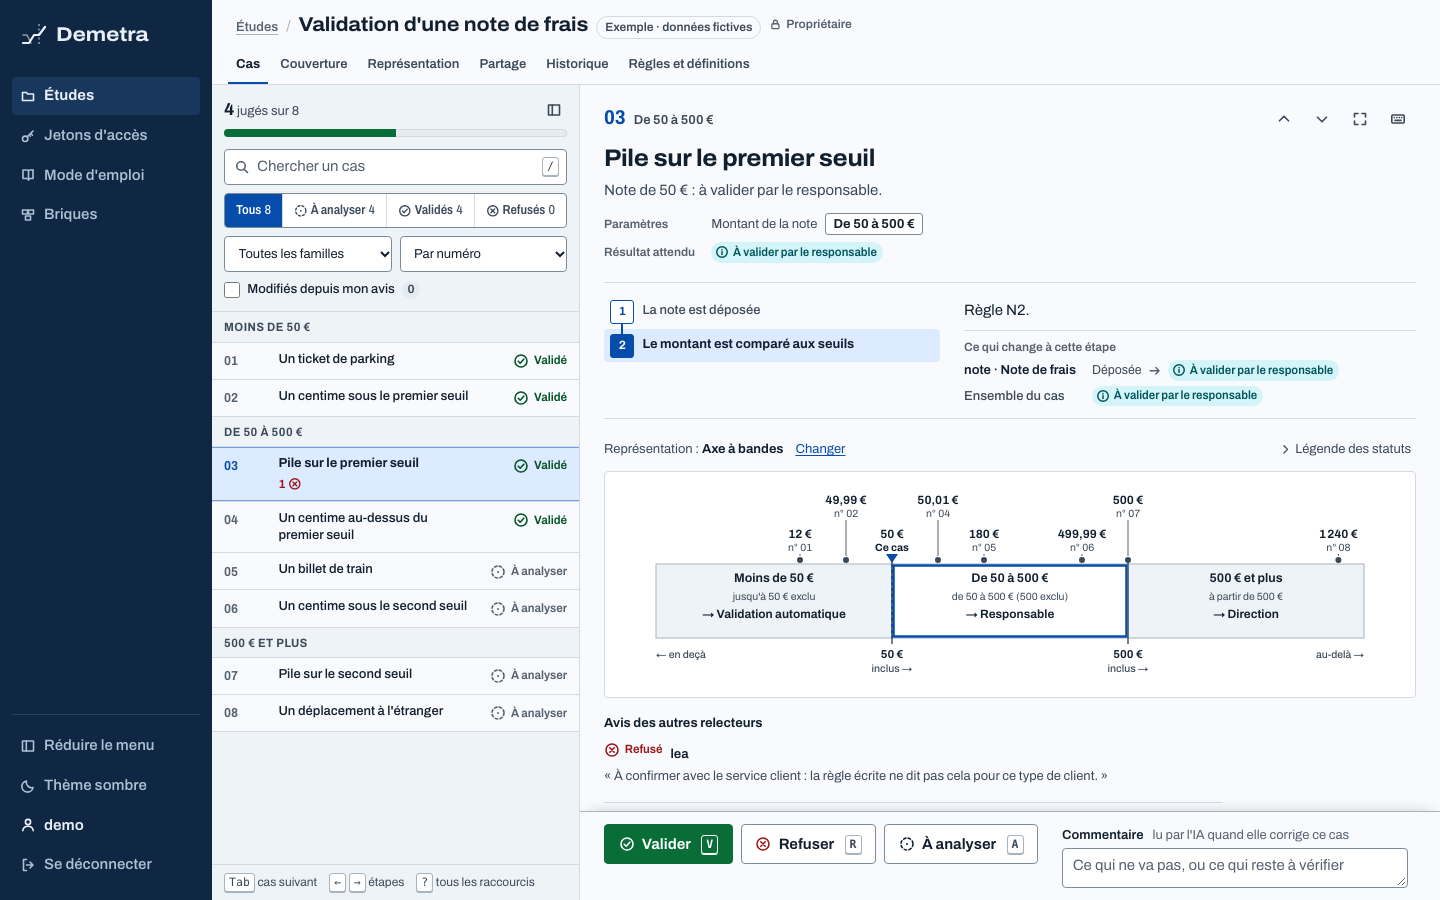 Demetra
Études
Jetons d'accès
Mode d'emploi
Briques
Réduire le menu
Thème sombre
demo
Se déconnecter
Études / Validation d'une note de frais Exemple · données fictives Propriétaire
Cas Couverture Représentation Partage Historique Règles et définitions
4 jugés sur 8
Chercher un cas /
Tous 8 À analyser 4 Validés 4 Refusés 0
Toutes les familles Par numéro
Modifiés depuis mon avis 0
MOINS DE 50 €
01 Un ticket de parking Validé
02 Un centime sous le premier seuil Validé
DE 50 À 500 €
03 Pile sur le premier seuil Validé
1
04 Un centime au-dessus du premier seuil Validé
05 Un billet de train À analyser
06 Un centime sous le second seuil À analyser
500 € ET PLUS
07 Pile sur le second seuil À analyser
08 Un déplacement à l'étranger À analyser
Tab cas suivant ← → étapes ? tous les raccourcis
03 De 50 à 500 €
Pile sur le premier seuil
Note de 50 € : à valider par le responsable.
Paramètres Montant de la note De 50 à 500 €
Résultat attendu À valider par le responsable
1 La note est déposée
2 Le montant est comparé aux seuils
Règle N2.
Ce qui change à cette étape
note · Note de frais Déposée → À valider par le responsable
Ensemble du cas À valider par le responsable
Représentation : Axe à bandes Changer Légende des statuts
49,99 € 50,01 € 500 €
n° 02 n° 04 n° 07
12 € 50 € 180 € 499,99 € 1 240 €
n° 01 Ce cas n° 05 n° 06 n° 08
Moins de 50 € De 50 à 500 € 500 € et plus
jusqu'à 50 € exclu de 50 à 500 € (500 exclu) à partir de 500 €
→ Validation automatique → Responsable → Direction
← en deçà 50 € 500 € au-delà →
inclus → inclus →
Avis des autres relecteurs
Refusé lea
« À confirmer avec le service client : la règle écrite ne dit pas cela pour ce type de client. »
Valider V Refuser R À analyser A
Commentaire lu par l'IA quand elle corrige ce cas
Ce qui ne va pas, ou ce qui reste à vérifier